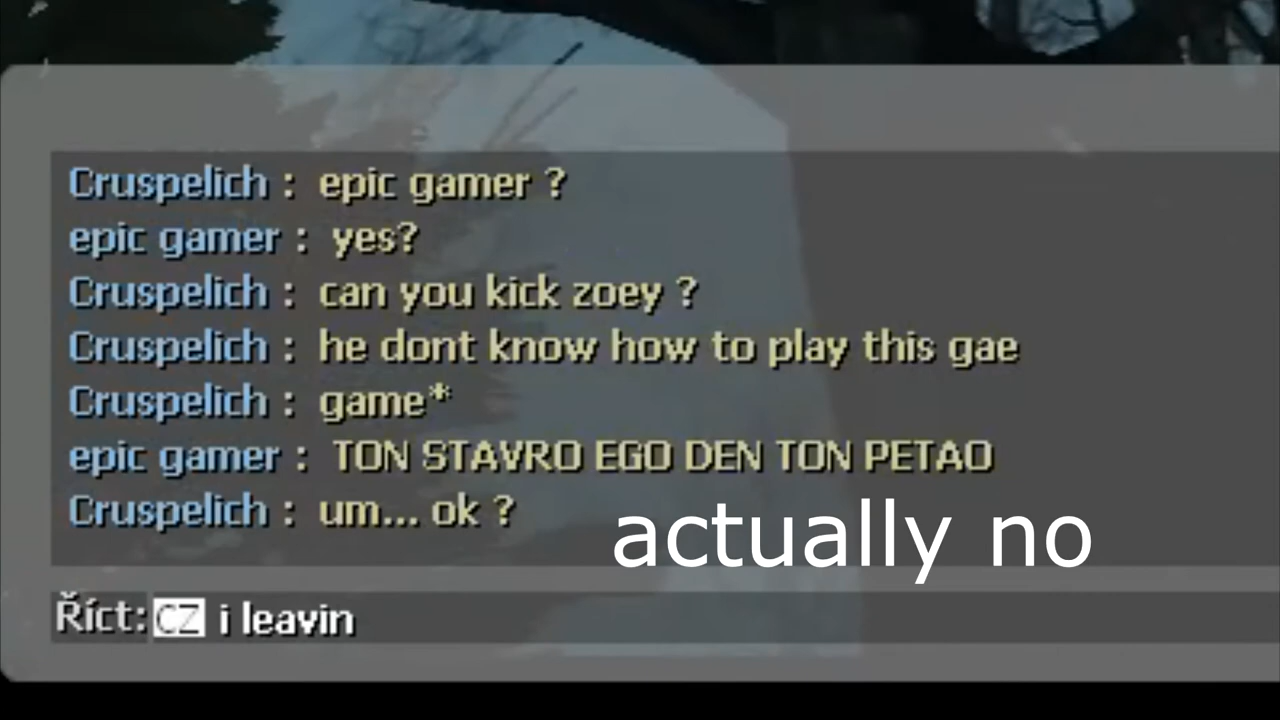 Cruspelich : epic gamer ?
epic gamer : yes?
Cruspelich : can you kick zoey ?
Cruspelich : he dont know how to play this gae
Cruspelich : game*
epic gamer : TON STAVRO EGO DEN TON PETAO
Cruspelich : um... ok ?
actually no
Říct: CZ i leavin